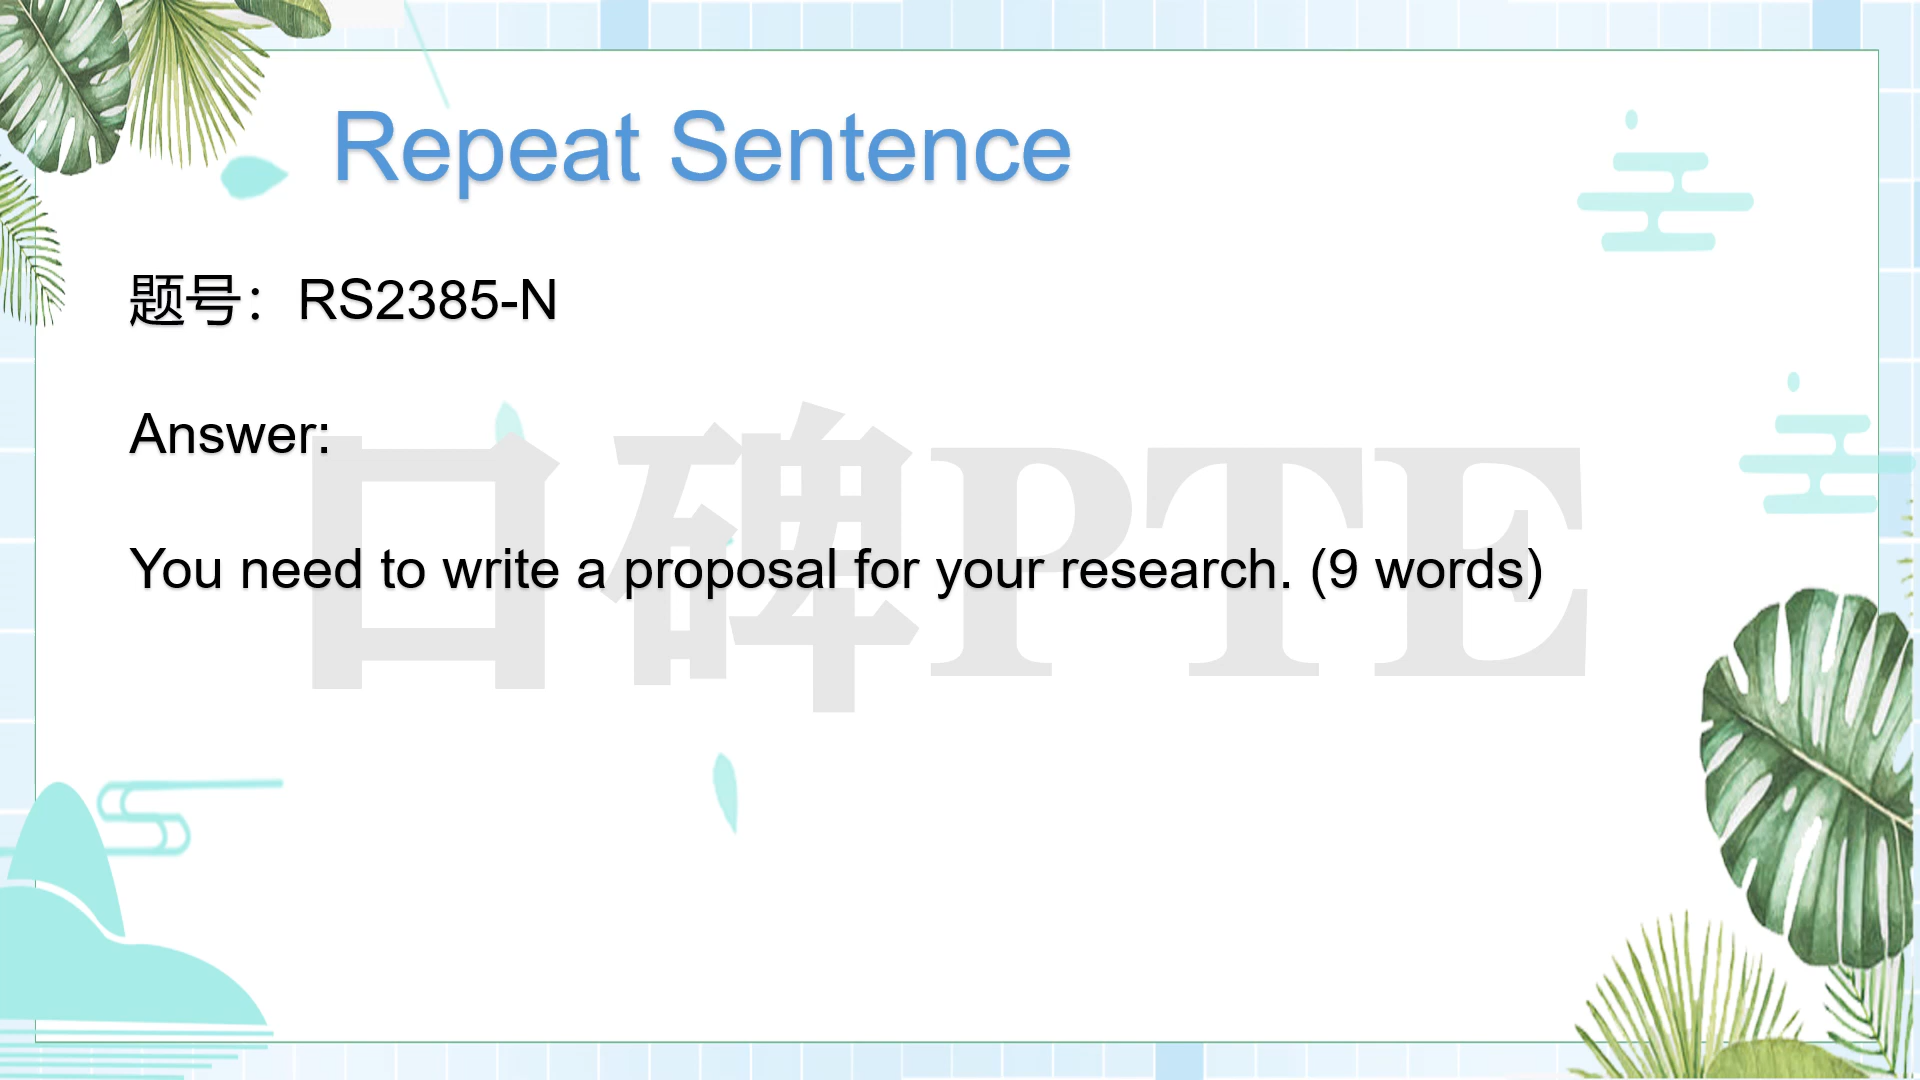 Repeat Sentence
题号：RS2385-N
Answer:
口碑PTE
You need to write a proposal for your research. (9 words)